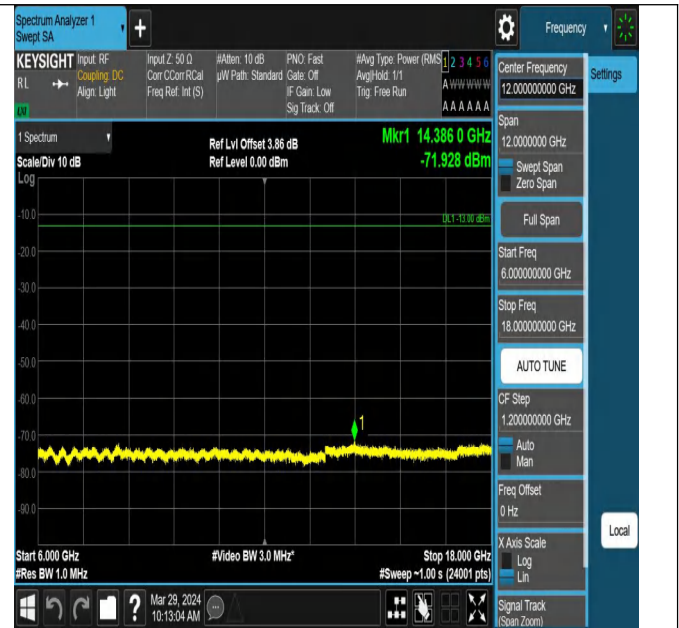 Spectrum Analyzer 1
Swept SA
Frequency
KEYSIGHT
RL
LXI
Input: RF
Coupling: DC
Align: Light
Input Z: 50 Ω
Corr CCorr RCal
Freq Ref: Int (S)
#Atten: 10 dB
µW Path: Standard
PNO: Fast
Gate: Off
IF Gain: Low
Sig Track: Off
#Avg Type: Power (RMS
Avg|Hold: 1/1
Trig: Free Run
1 2 3 4 5 6
A W W W W W
A A A A A A
1 Spectrum
Scale/Div 10 dB
Log
Ref Lvl Offset 3.86 dB
Ref Level 0.00 dBm
Mkr1 14.386 0 GHz
-71.928 dBm
DL1 -13.00 dBm
-10.0
-20.0
-30.0
-40.0
-50.0
-60.0
-70.0
-80.0
-90.0
1
Start 6.000 GHz
#Res BW 1.0 MHz
#Video BW 3.0 MHz*
Stop 18.000 GHz
#Sweep ~1.00 s (24001 pts)
Center Frequency
12.000000000 GHz
Settings
Span
12.0000000 GHz
Swept Span
Zero Span
Full Span
Start Freq
6.000000000 GHz
Stop Freq
18.000000000 GHz
AUTO TUNE
CF Step
1.200000000 GHz
Auto
Man
Freq Offset
0 Hz
X Axis Scale
Log
Lin
Local
Signal Track
(Span Zoom)
?
Mar 29, 2024
10:13:04 AM